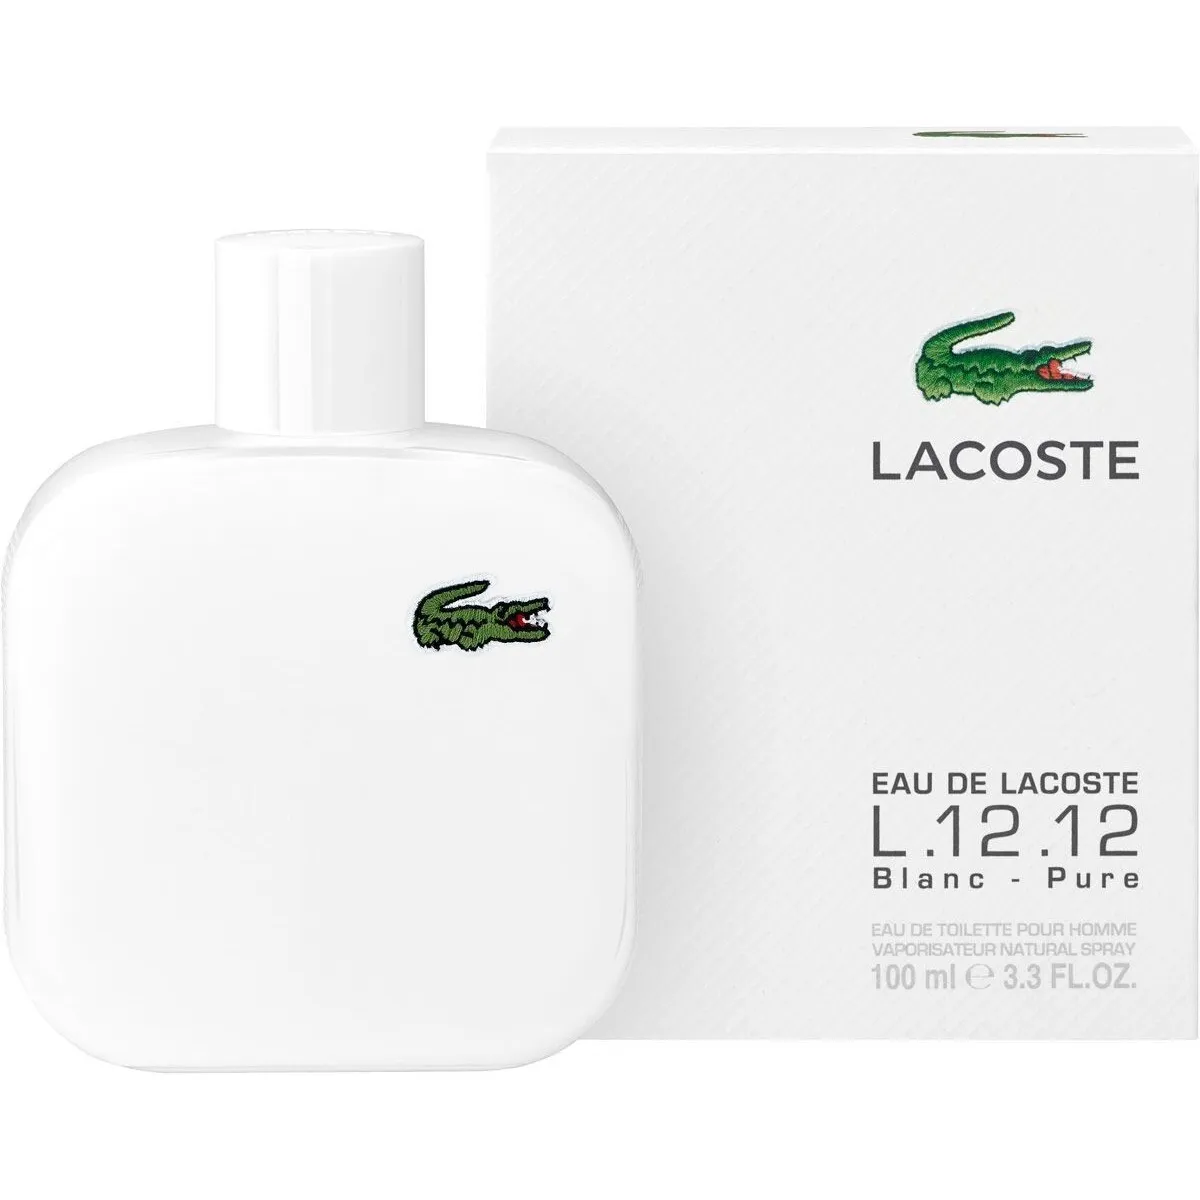 LACOSTE
EAU DE LACOSTE
L.12.12
Blanc - Pure
EAU DE TOILETTE POUR HOMME
VAPORISATEUR NATURAL SPRAY
100 ml ℮ 3.3 FL.OZ.